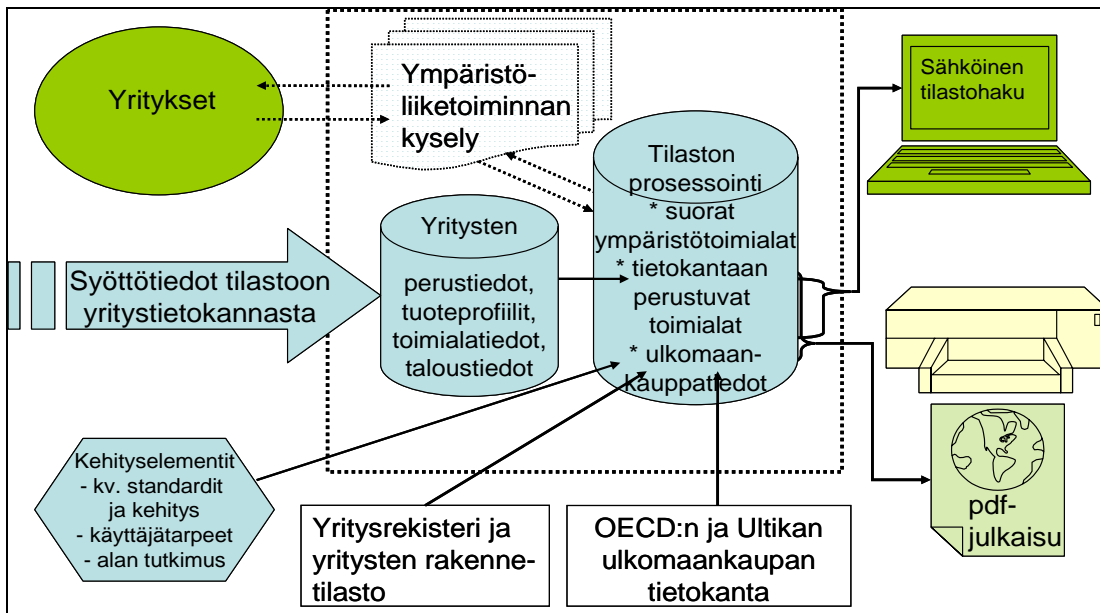 Yritykset
Ympäristö-
liiketoiminnan
kysely
Sähköinen
tilastohaku
Tilaston
prosessointi
* suorat
ympäristötoimialat
* tietokantaan
perustuvat
toimialat
* ulkomaan-
kauppatiedot
Yritysten
perustiedot,
tuoteprofiilit,
toimialatiedot,
taloustiedot
Syöttötiedot tilastoon
yritystietokannasta
Kehityselementit
- kv. standardit
ja kehitys
- käyttäjätarpeet
- alan tutkimus
Yritysrekisteri ja
yritysten rakenne-
tilasto
OECD:n ja Ultikan
ulkomaankaupan
tietokanta
pdf-
julkaisu